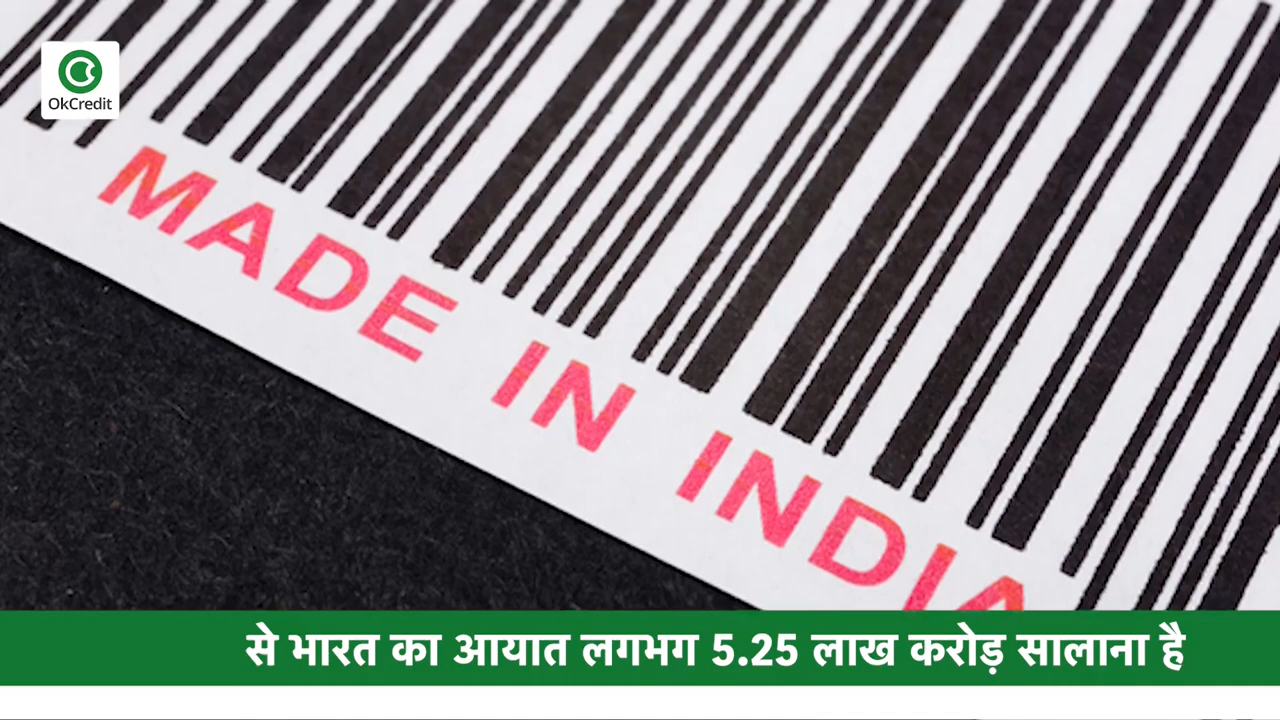 OkCredit
MADE IN INDIA
से भारत का आयात लगभग 5.25 लाख करोड़ सालाना है